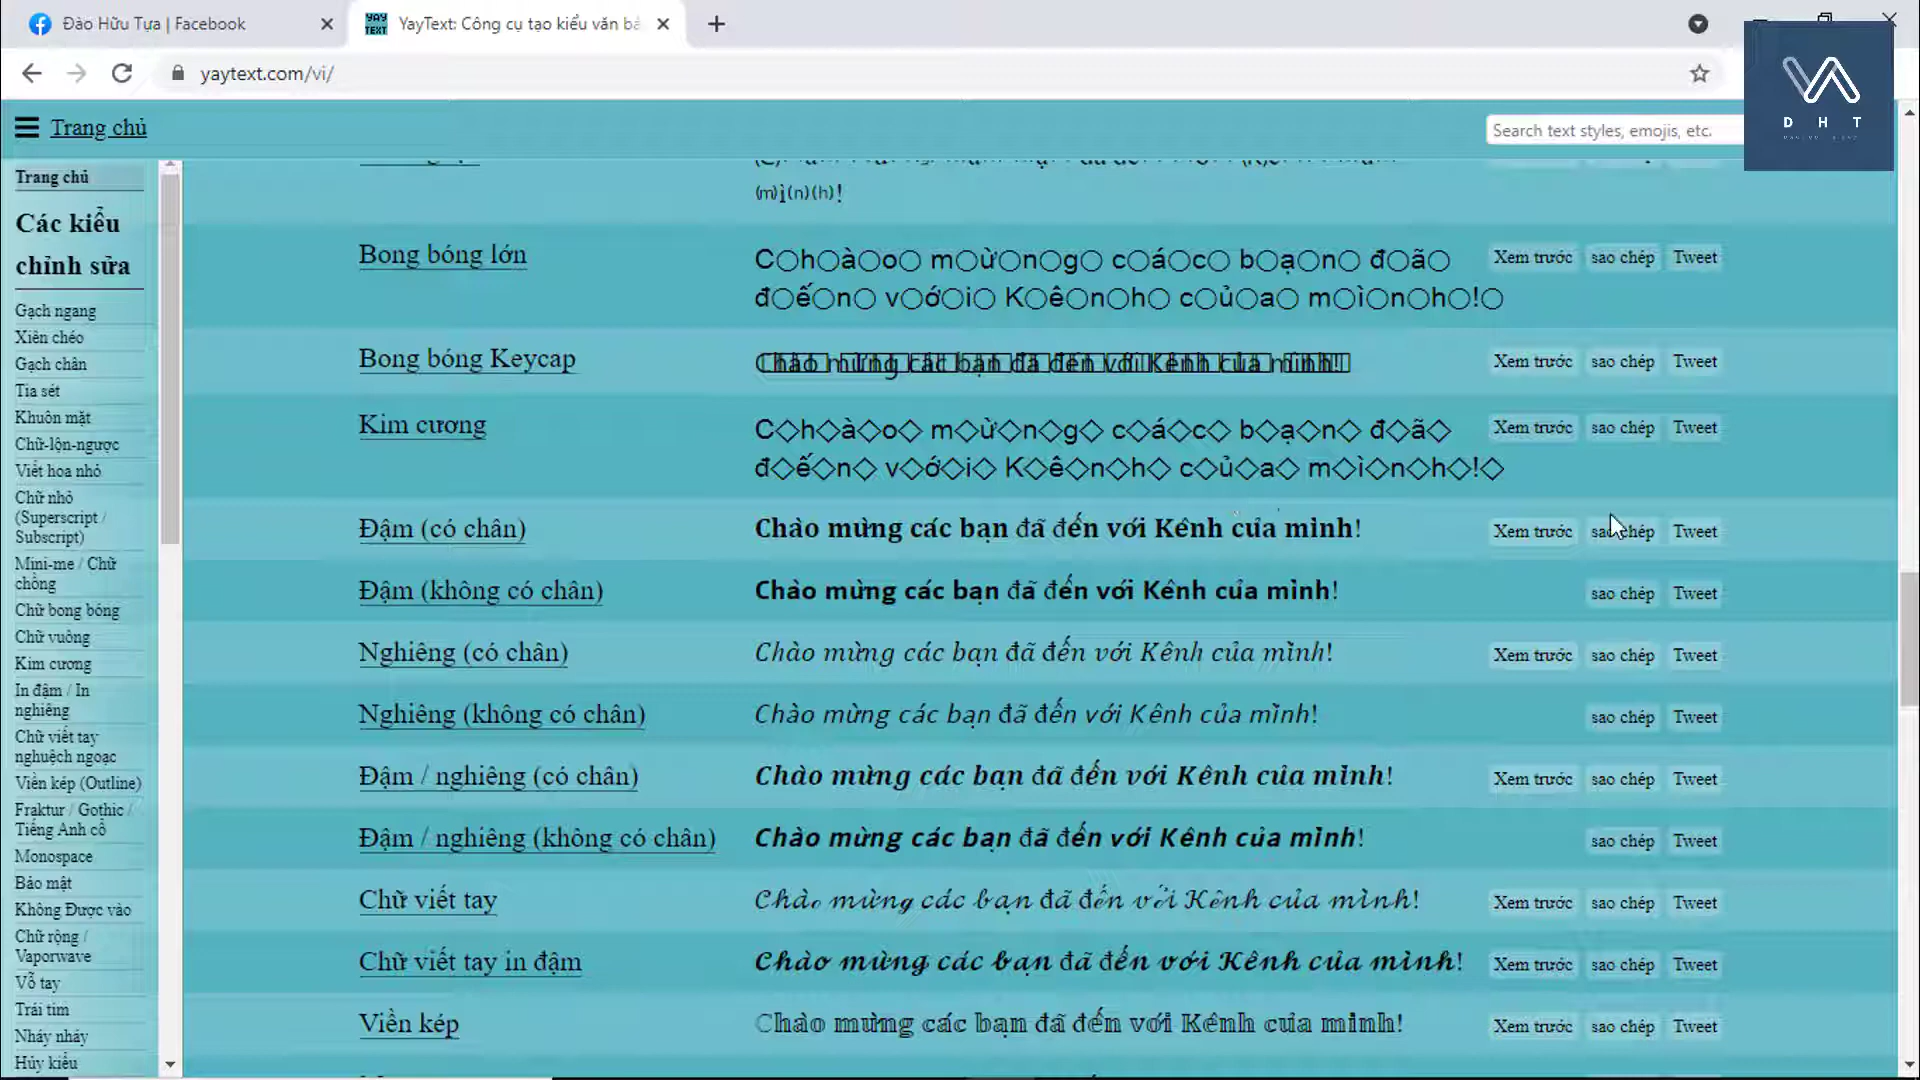 Đào Hữu Tựa | Facebook
YayText: Công cụ tạo kiểu văn bả
yaytext.com/vi/
D H T
Trang chủ
Search text styles, emojis, etc.
Trang chủ
Các kiểu
chỉnh sửa
Gạch ngang
Xiên chéo
Gạch chân
Tia sét
Khuôn mặt
Chữ-lộn-ngược
Viết hoa nhỏ
Chữ nhỏ
(Superscript /
Subscript)
Mini-me / Chữ
chồng
Chữ bong bóng
Chữ vuông
Kim cương
In đậm / In
nghiêng
Chữ viết tay
nghuệch ngoạc
Viền kép (Outline)
Fraktur / Gothic /
Tiếng Anh cổ
Monospace
Bảo mật
Không Được vào
Chữ rộng /
Vaporwave
Vỗ tay
Trái tim
Nháy nháy
Hủy kiểu
(m)ì(n)(h)!
Bong bóng lớn
C○h○à○o○ m○ừ○n○g○ c○á○c○ b○ạ○n○ đ○ã○
đ○ế○n○ v○ớ○i○ K○ê○n○h○ c○ủ○a○ m○ì○n○h○!○
Xem trước sao chép Tweet
Bong bóng Keycap
Chào mừng các bạn đã đến với Kênh của mình!
Xem trước sao chép Tweet
Kim cương
C◇h◇à◇o◇ m◇ừ◇n◇g◇ c◇á◇c◇ b◇ạ◇n◇ đ◇ã◇
đ◇ế◇n◇ v◇ớ◇i◇ K◇ê◇n◇h◇ c◇ủ◇a◇ m◇ì◇n◇h◇!◇
Xem trước sao chép Tweet
Đậm (có chân) Chào mừng các bạn đã đến với Kênh của mình! Xem trước sao chép Tweet
Đậm (không có chân) Chào mừng các bạn đã đến với Kênh của mình! sao chép Tweet
Nghiêng (có chân) Chào mừng các bạn đã đến với Kênh của mình! Xem trước sao chép Tweet
Nghiêng (không có chân) Chào mừng các bạn đã đến với Kênh của mình! sao chép Tweet
Đậm / nghiêng (có chân) Chào mừng các bạn đã đến với Kênh của mình! Xem trước sao chép Tweet
Đậm / nghiêng (không có chân) Chào mừng các bạn đã đến với Kênh của mình! sao chép Tweet
Chữ viết tay Chào mừng các bạn đã đến với Kênh của mình! Xem trước sao chép Tweet
Chữ viết tay in đậm Chào mừng các bạn đã đến với Kênh của mình! Xem trước sao chép Tweet
Viền kép Chào mừng các bạn đã đến với Kênh của mình! Xem trước sao chép Tweet